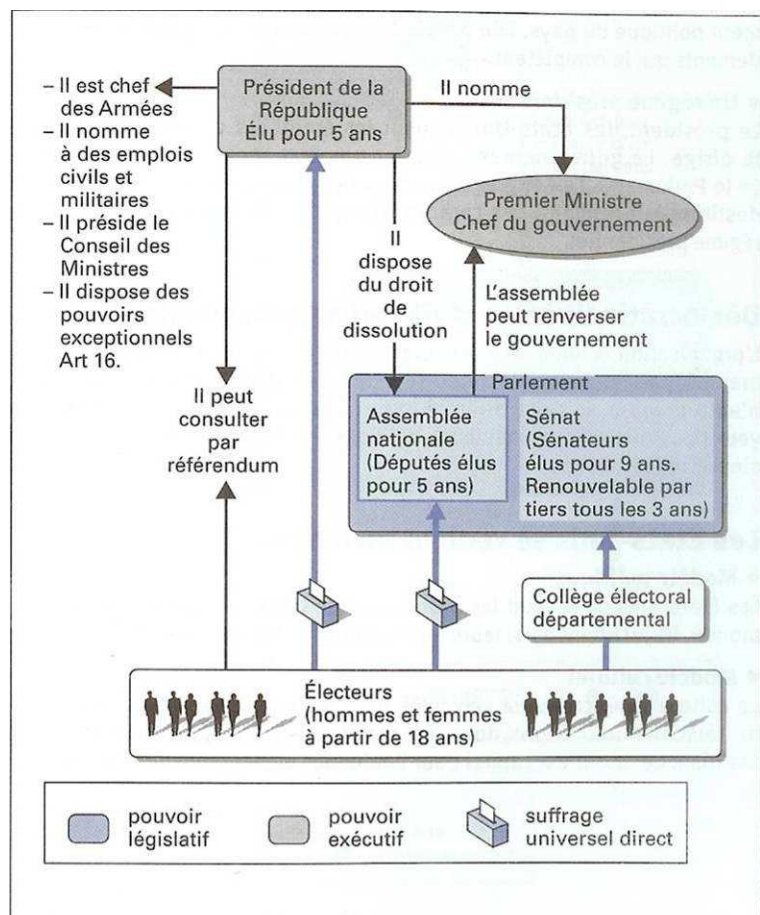 – Il est chef
des Armées
– Il nomme
à des emplois
civils et
militaires
– Il préside le
Conseil des
Ministres
– Il dispose des
pouvoirs
exceptionnels
Art 16.
Président de la
République
Élu pour 5 ans
Il nomme
Premier Ministre
Chef du gouvernement
Il
dispose
du droit
de
dissolution
L'assemblée
peut renverser
le gouvernement
Il peut
consulter
par
référendum
Parlement
Assemblée
nationale
(Députés élus
pour 5 ans)
Sénat
(Sénateurs
élus pour 9 ans.
Renouvelable par
tiers tous les 3 ans)
Collège électoral
départemental
Électeurs
(hommes et femmes
à partir de 18 ans)
pouvoir
législatif
pouvoir
exécutif
suffrage
universel direct